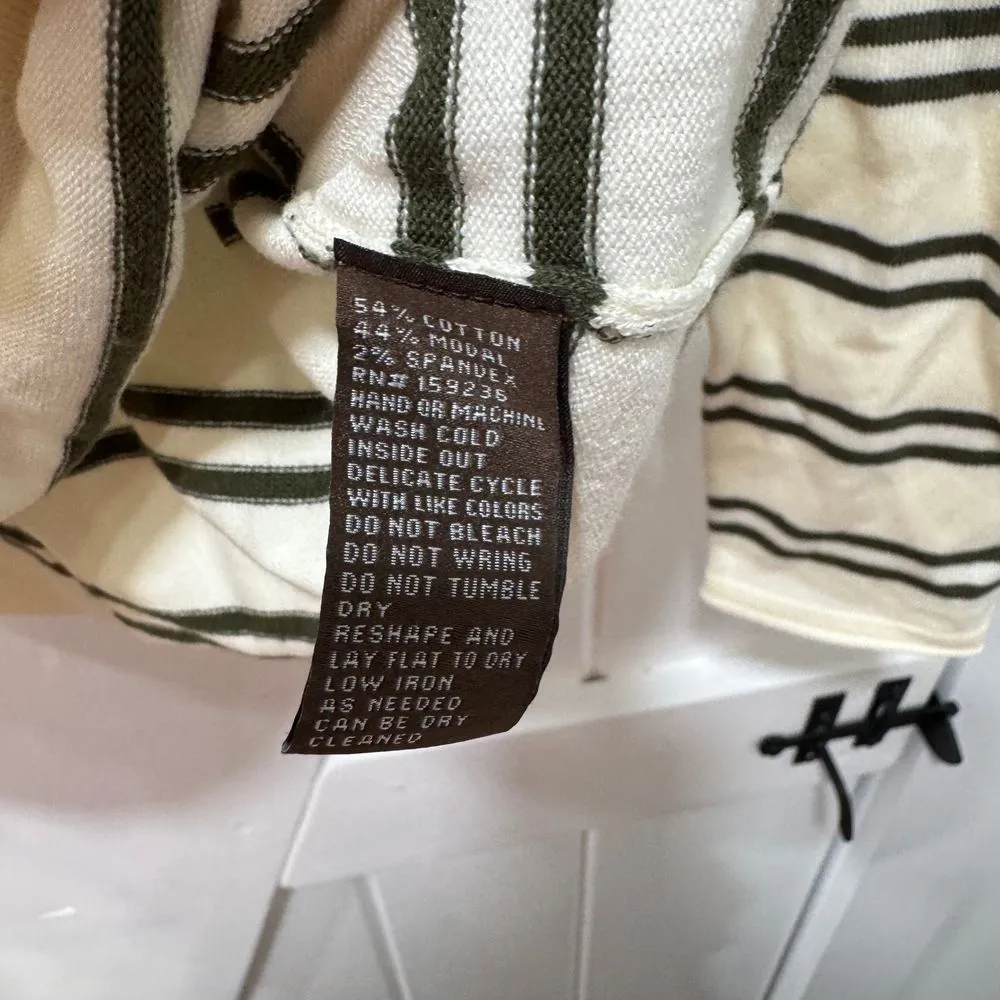 54% COTTON
44% MODAL
2% SPANDEX
RN# 159236
HAND OR MACHINE
WASH COLD
INSIDE OUT
DELICATE CYCLE
WITH LIKE COLORS
DO NOT BLEACH
DO NOT WRING
DO NOT TUMBLE
DRY
RESHAPE AND
LAY FLAT TO DRY
LOW IRON
AS NEEDED
CAN BE DRY
CLEANED